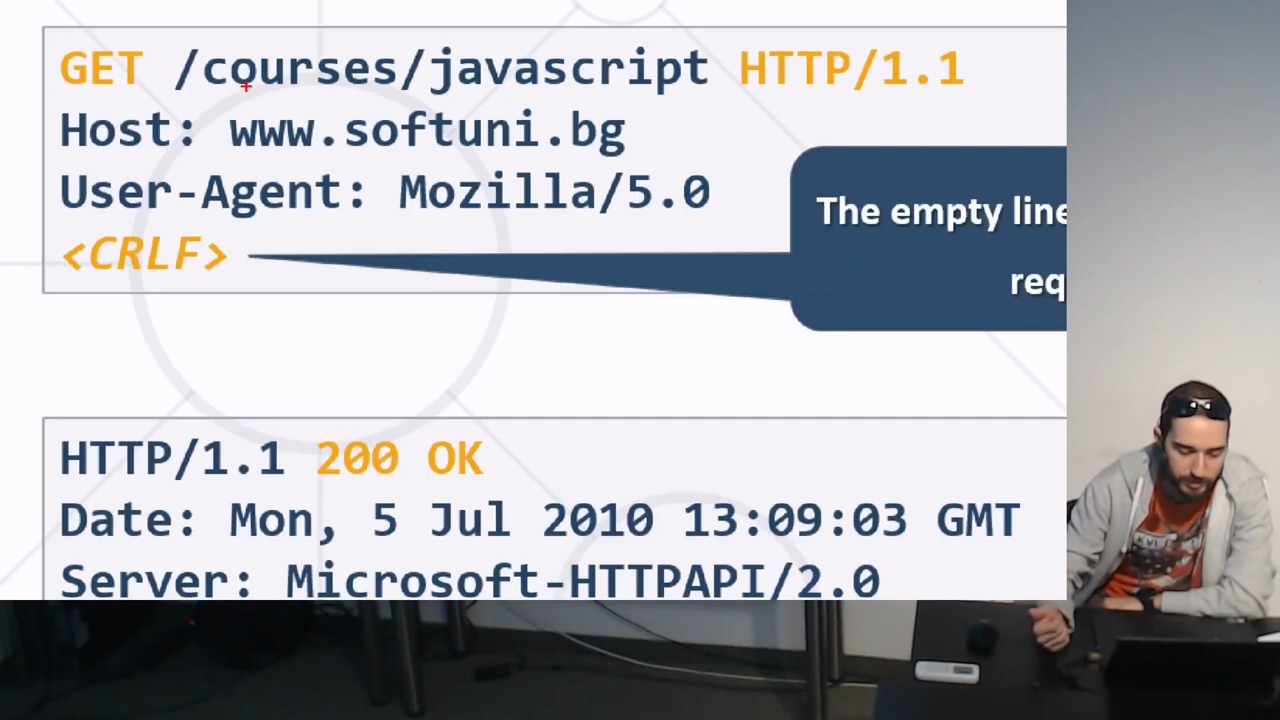 GET /courses/javascript HTTP/1.1
Host: www.softuni.bg
User-Agent: Mozilla/5.0
<CRLF>
The empty line
req
HTTP/1.1 200 OK
Date: Mon, 5 Jul 2010 13:09:03 GMT
Server: Microsoft-HTTPAPI/2.0